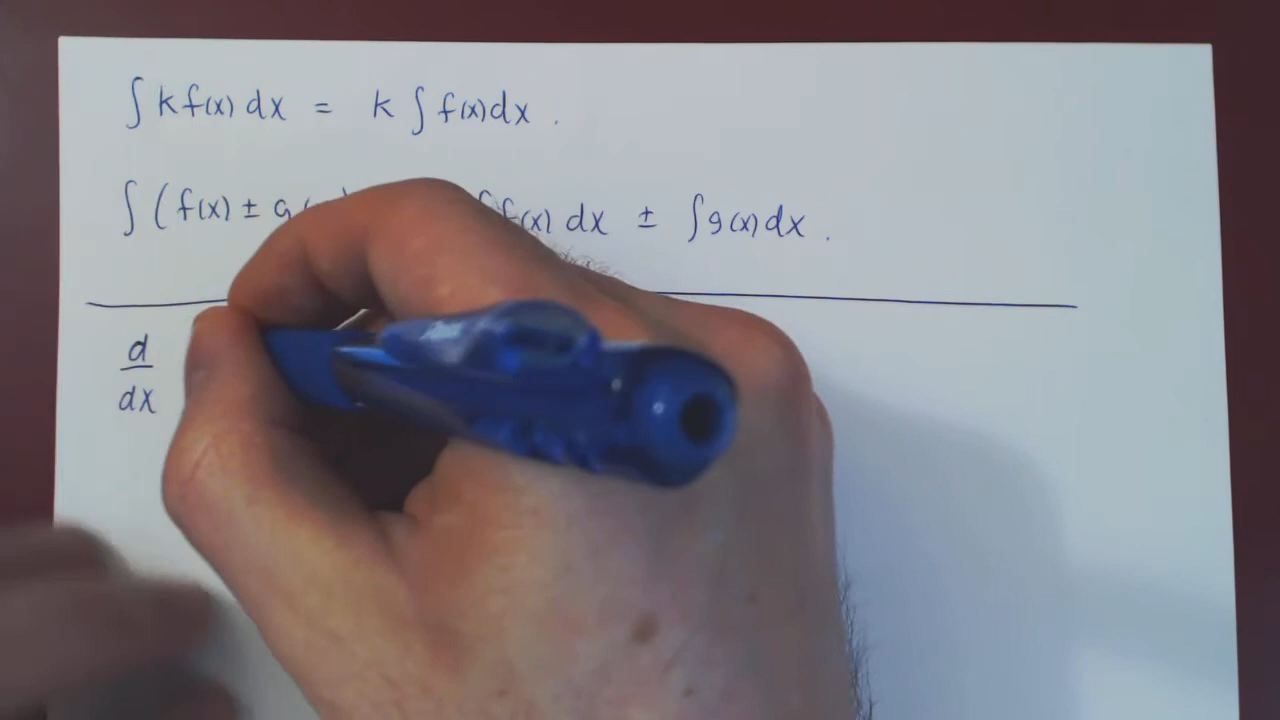 ∫ k f(x) dx = k ∫ f(x)dx .
∫ ( f(x) ± g f(x) dx ± ∫ g(x) dx .
d
dx